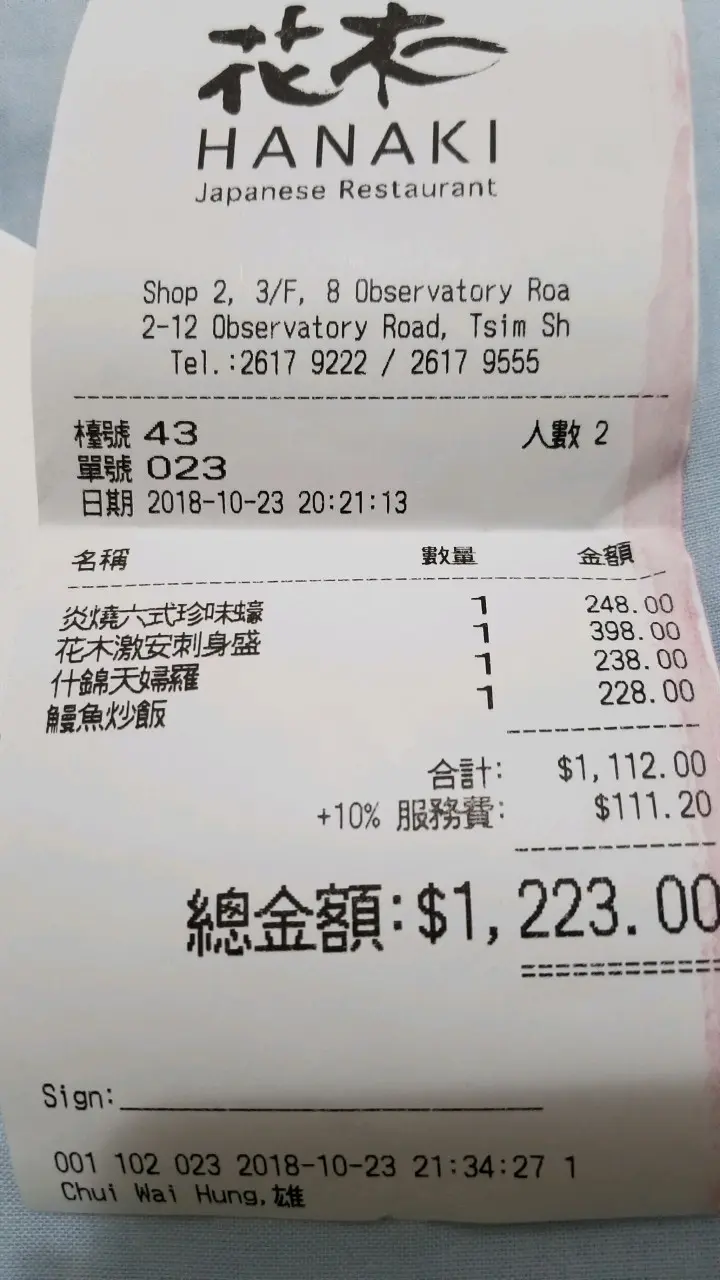 花木
HANAKI
Japanese Restaurant
Shop 2, 3/F, 8 Observatory Roa
2-12 Observatory Road, Tsim Sh
Tel.:2617 9222 / 2617 9555
檯號 43 人數 2
單號 023
日期 2018-10-23 20:21:13
名稱 數量 金額
炎燒六式珍味蠔 1 248.00
花木激安刺身盛 1 398.00
什錦天婦羅 1 238.00
鰻魚炒飯 1 228.00
合計: $1,112.00
+10% 服務費: $111.20
總金額:$1,223.00
Sign:
001 102 023 2018-10-23 21:34:27 1
Chui Wai Hung,雄